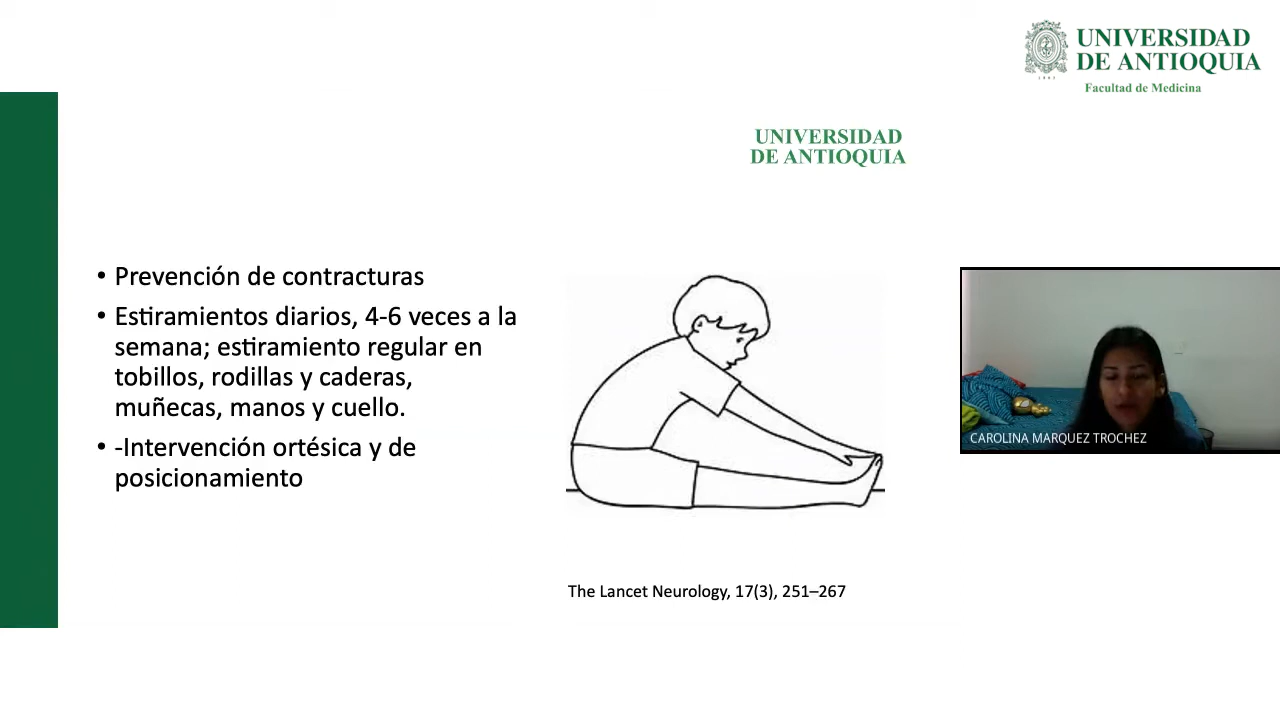 UNIVERSIDAD
DE ANTIOQUIA
Facultad de Medicina
UNIVERSIDAD
DE ANTIOQUIA
• Prevención de contracturas
• Estiramientos diarios, 4-6 veces a la
semana; estiramiento regular en
tobillos, rodillas y caderas,
muñecas, manos y cuello.
• -Intervención ortésica y de
posicionamiento
CAROLINA MARQUEZ TROCHEZ
The Lancet Neurology, 17(3), 251–267